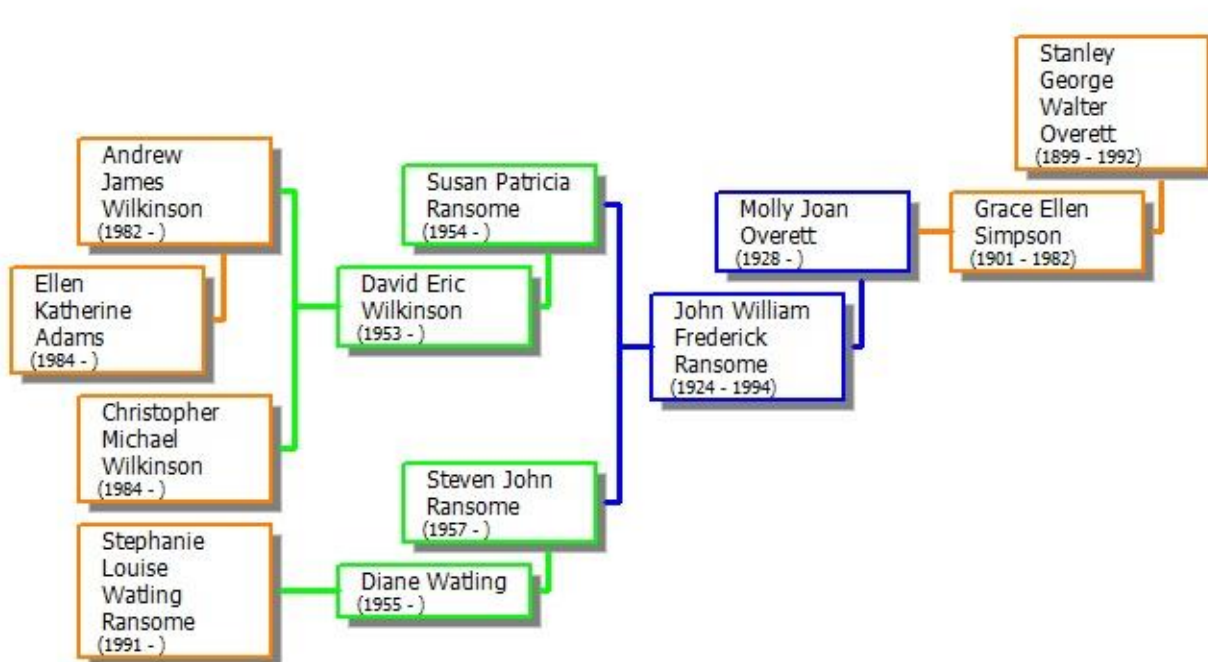 Stanley
George
Walter
Overett
(1899 - 1992)
Andrew
James
Wilkinson
(1982 - )
Susan Patricia
Ransome
(1954 - )
Molly Joan
Overett
(1928 - )
Grace Ellen
Simpson
(1901 - 1982)
Ellen
Katherine
Adams
(1984 - )
David Eric
Wilkinson
(1953 - )
John William
Frederick
Ransome
(1924 - 1994)
Christopher
Michael
Wilkinson
(1984 - )
Steven John
Ransome
(1957 - )
Stephanie
Louise
Watling
Ransome
(1991 - )
Diane Watling
(1955 - )